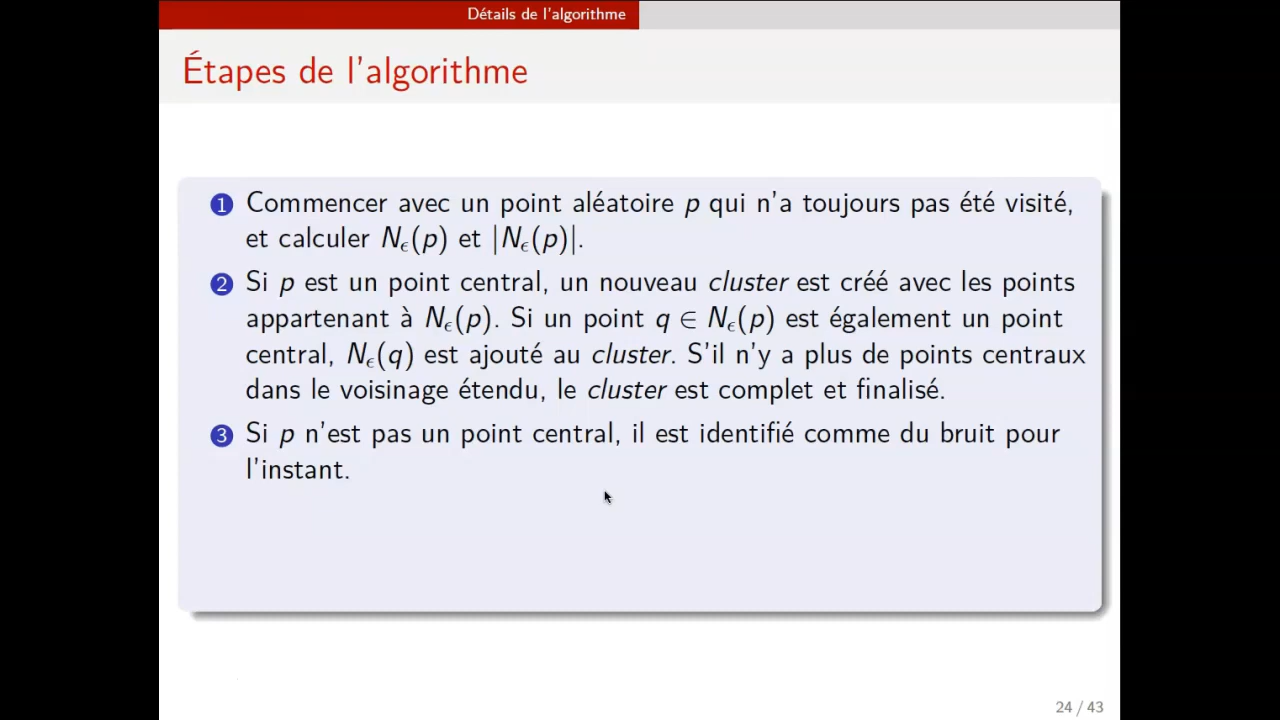 Détails de l'algorithme
Étapes de l'algorithme
1 Commencer avec un point aléatoire p qui n'a toujours pas été visité,
et calculer Nϵ(p) et |Nϵ(p)|.
2 Si p est un point central, un nouveau cluster est créé avec les points
appartenant à Nϵ(p). Si un point q ∈ Nϵ(p) est également un point
central, Nϵ(q) est ajouté au cluster. S'il n'y a plus de points centraux
dans le voisinage étendu, le cluster est complet et finalisé.
3 Si p n'est pas un point central, il est identifié comme du bruit pour
l'instant.
24 / 43